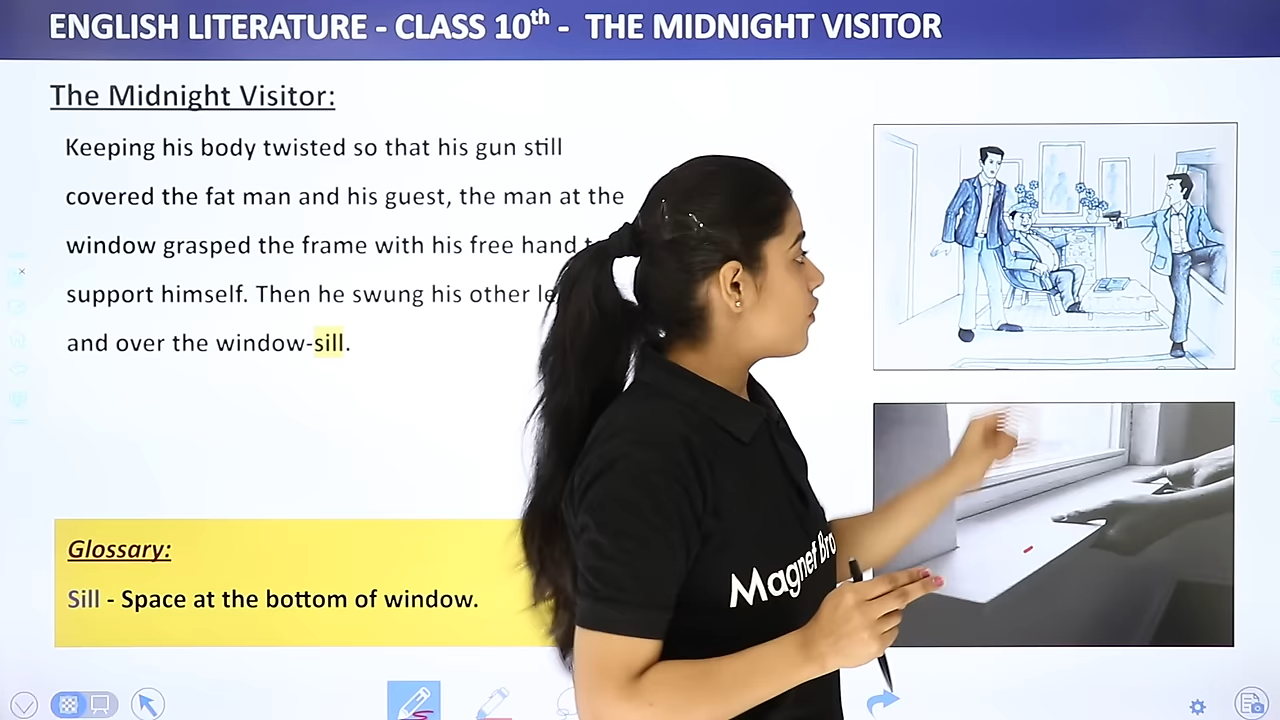 ENGLISH LITERATURE - CLASS 10th - THE MIDNIGHT VISITOR
The Midnight Visitor:
Keeping his body twisted so that his gun still
covered the fat man and his guest, the man at the
window grasped the frame with his free hand
support himself. Then he swung his other
and over the window-sill.
Glossary:
Sill - Space at the bottom of window.
Magnet Bro